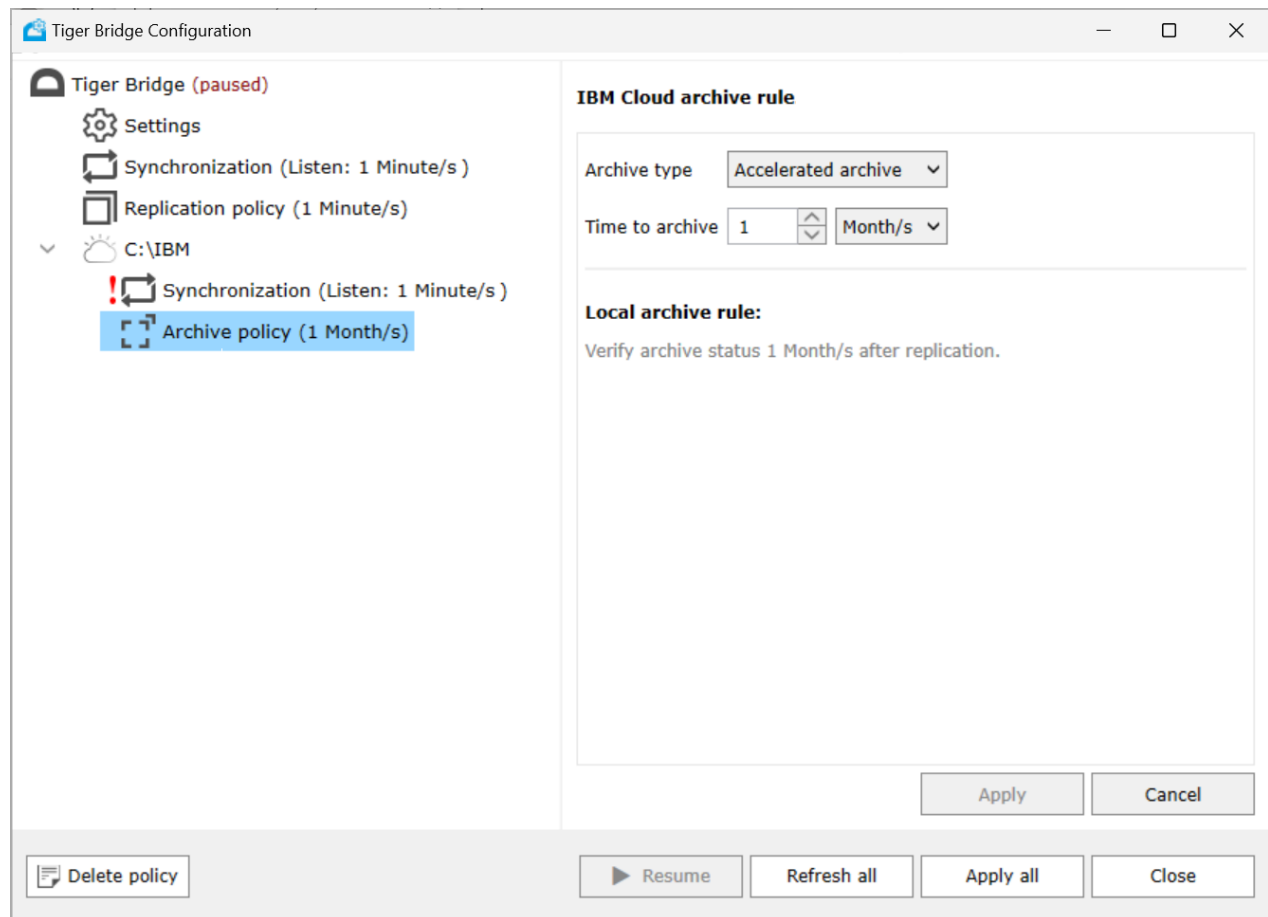 Tiger Bridge Configuration
Tiger Bridge (paused)
Settings
Synchronization (Listen: 1 Minute/s )
Replication policy (1 Minute/s)
C:\IBM
Synchronization (Listen: 1 Minute/s )
Archive policy (1 Month/s)
IBM Cloud archive rule
Archive type Accelerated archive
Time to archive 1 Month/s
Local archive rule:
Verify archive status 1 Month/s after replication.
Apply Cancel
Delete policy Resume Refresh all Apply all Close